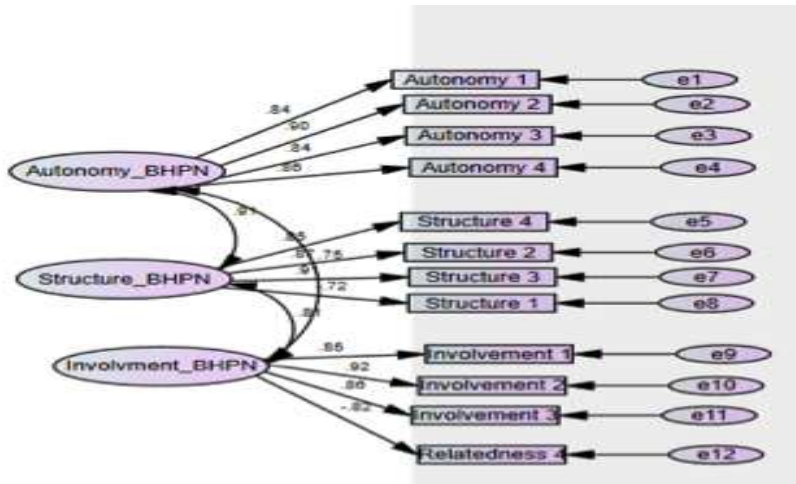 Autonomy 1 e1
.84
Autonomy 2 e2
.90
Autonomy 3 e3
.84
Autonomy_BHPN Autonomy 4 e4
.91
Structure 4 e5
Structure 2 e6
.75
Structure_BHPN Structure 3 e7
.72
Structure 1 e8
.81
.85
Involvement 1 e9
Involvment_BHPN
.92
Involvement 2 e10
.86
Involvement 3 e11
-.82
Relatedness 4 e12